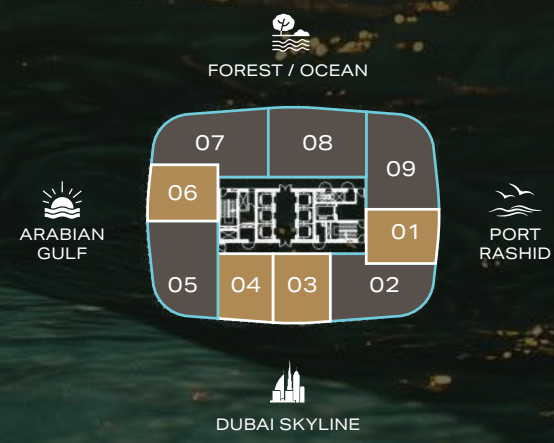 FOREST / OCEAN
07
08
09
06
01
ARABIAN
GULF
PORT
RASHID
05
04
03
02
DUBAI SKYLINE